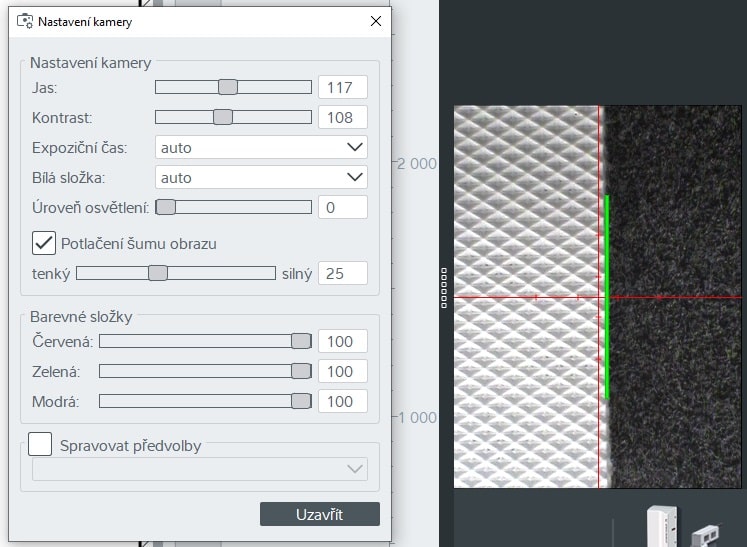 Nastavení kamery
Nastavení kamery
Jas: 117
Kontrast: 108
Expoziční čas: auto
Bílá složka: auto
Úroveň osvětlení: 0
Potlačení šumu obrazu
tenký silný 25
Barevné složky
Červená: 100
Zelená: 100
Modrá: 100
Spravovat předvolby
Uzavřít
2 000
1 000